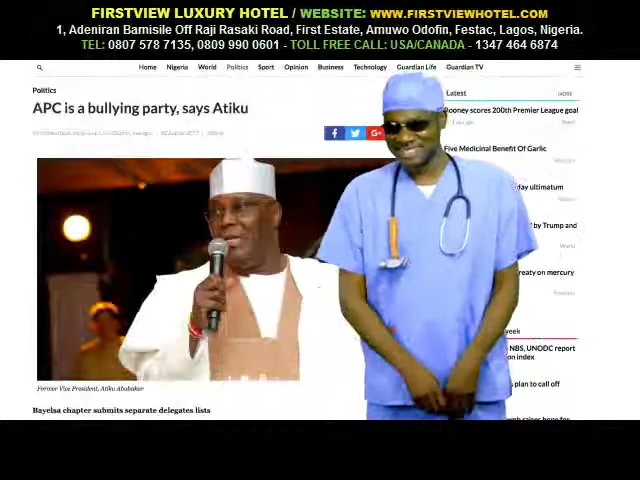 FIRSTVIEW LUXURY HOTEL / WEBSITE: WWW.FIRSTVIEWHOTEL.COM
1, Adeniran Bamisile Off Raji Rasaki Road, First Estate, Amuwo Odofin, Festac, Lagos, Nigeria.
TEL: 0807 578 7135, 0809 990 0601 - TOLL FREE CALL: USA/CANADA - 1347 464 6874
Home Nigeria World Politics Sport Opinion Business Technology Guardian Life Guardian TV
Politics
APC is a bullying party, says Atiku
Latest
MORE
Rooney scores 200th Premier League goal
Five Medicinal Benefit Of Garlic
day ultimatum
by Trump and
World
reaty on mercury
week
NBS, UNODC report
on index
plan to call off
Former Vice President, Atiku Abubakar
Bayelsa chapter submits separate delegates lists